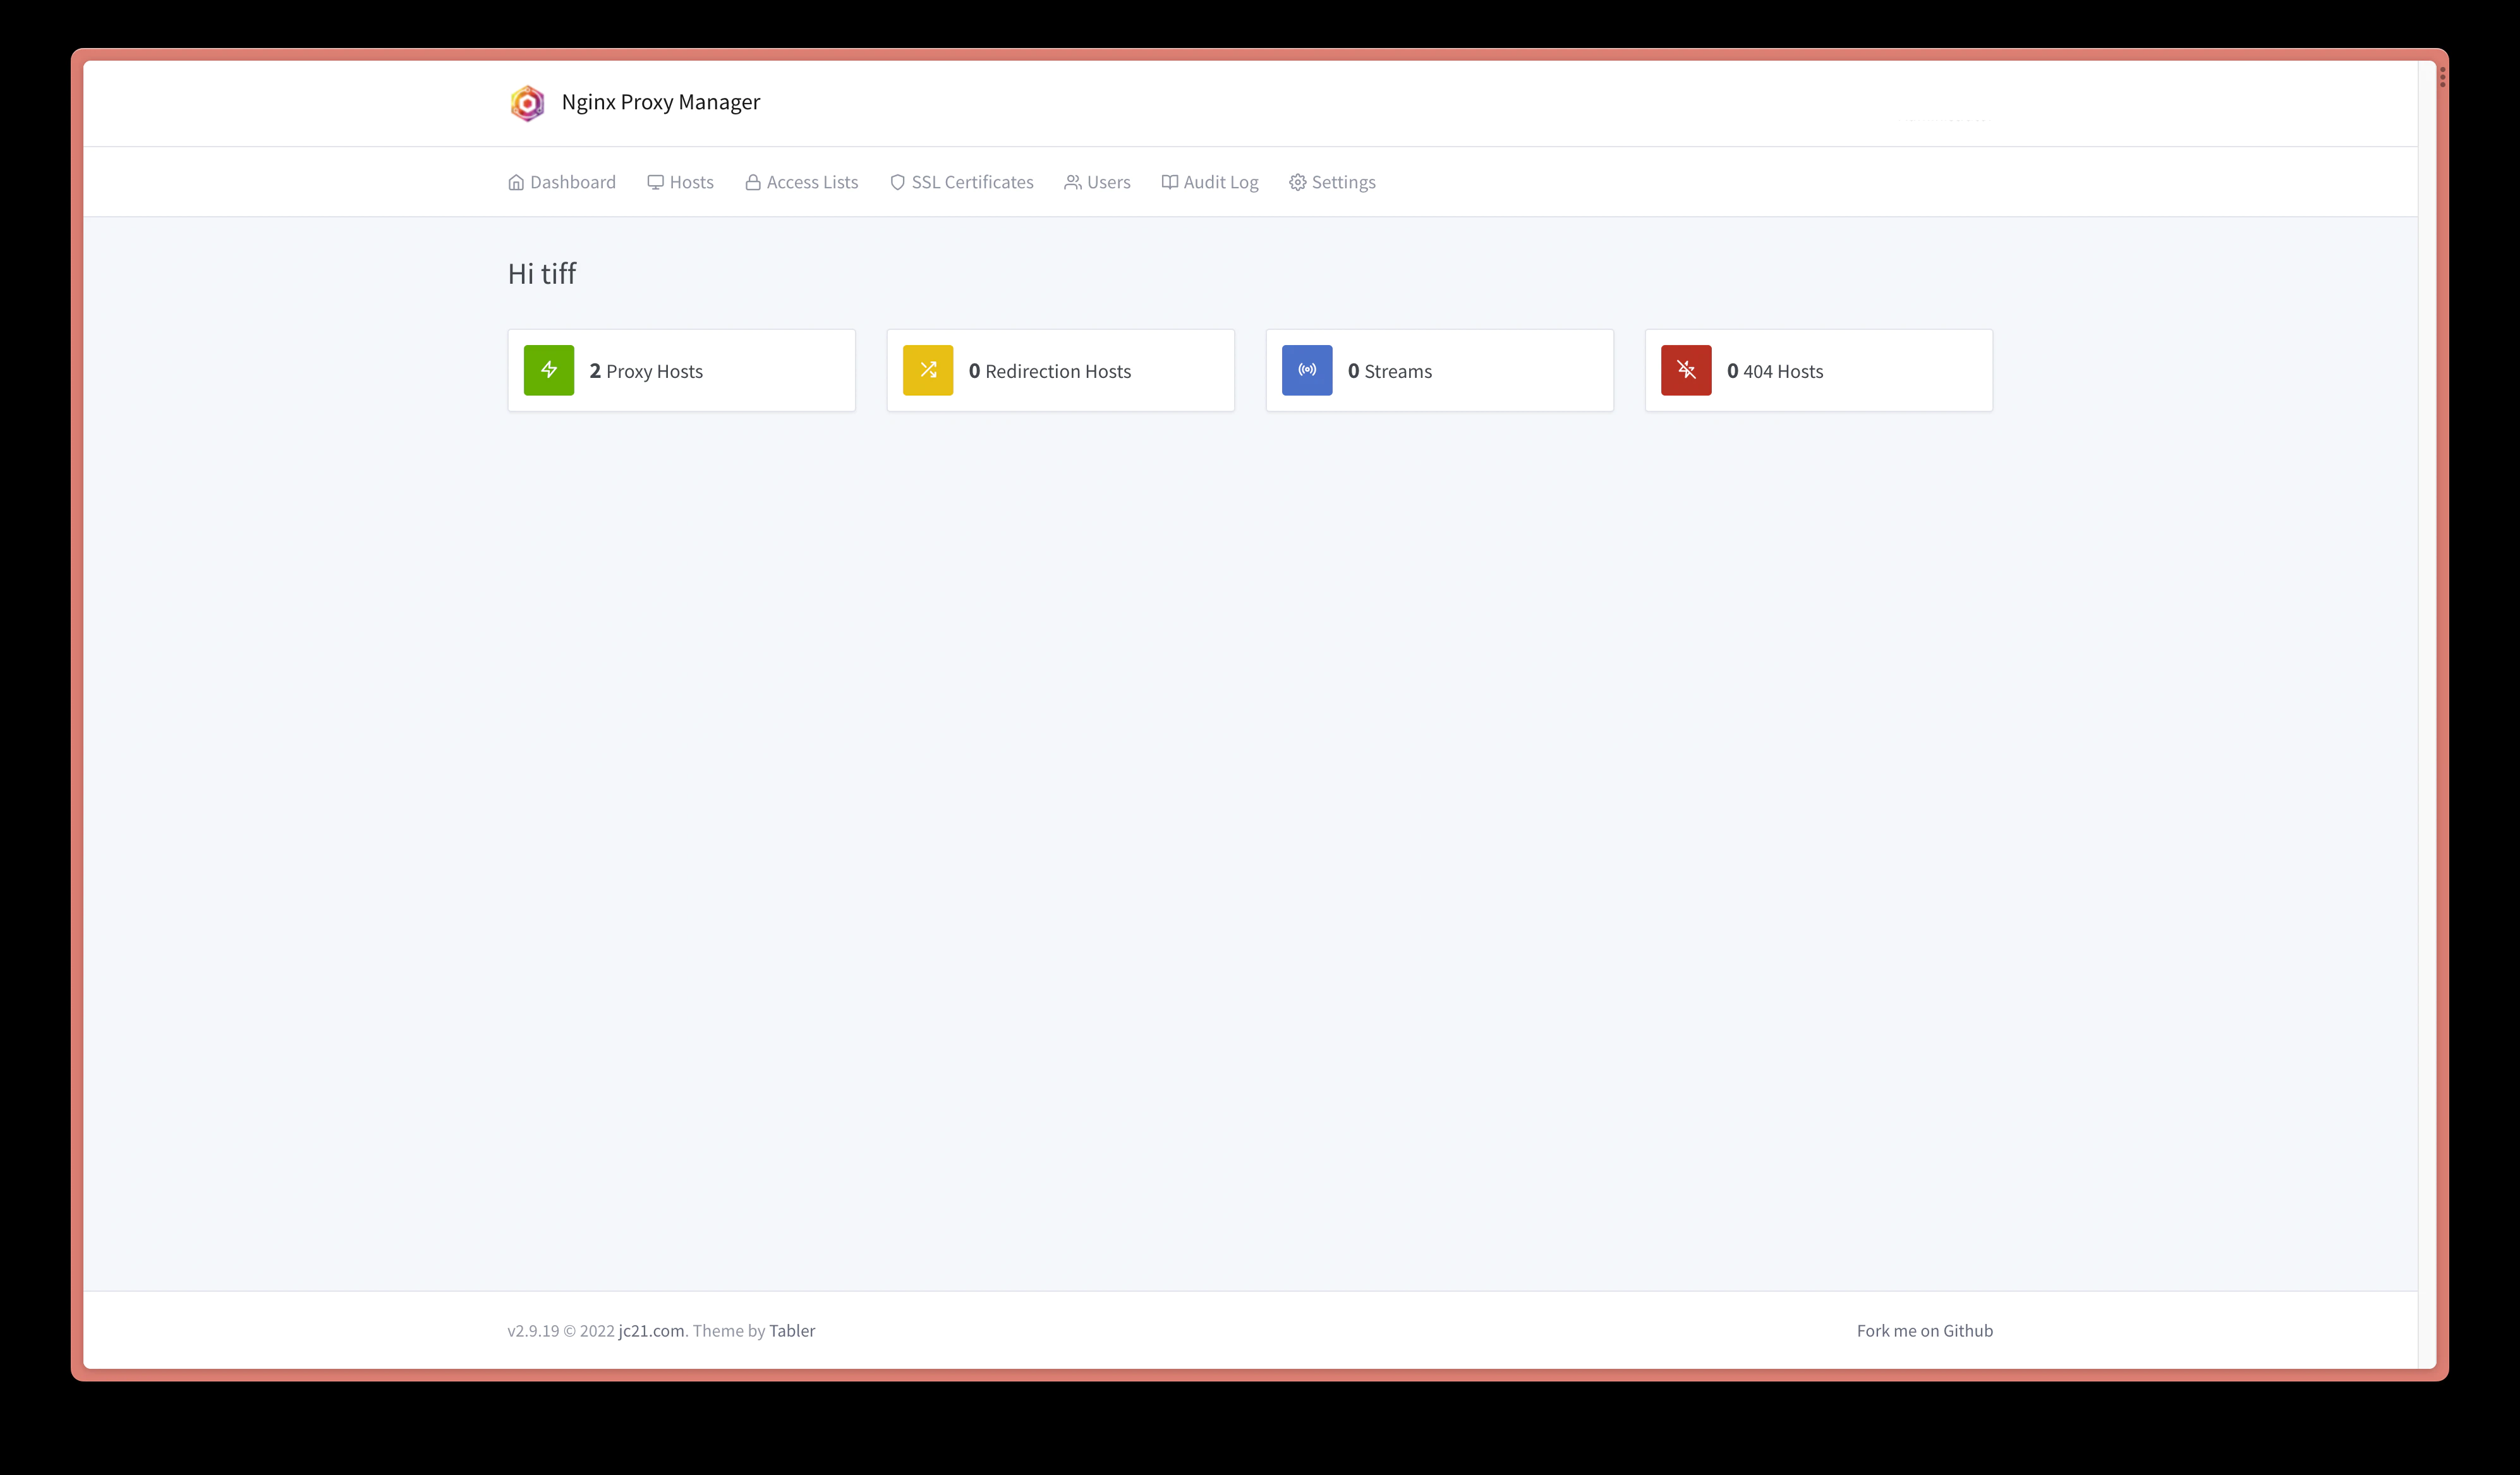 Nginx Proxy Manager
Dashboard Hosts Access Lists SSL Certificates Users Audit Log Settings
Hi tiff
2 Proxy Hosts 0 Redirection Hosts 0 Streams 0 404 Hosts
v2.9.19 © 2022 jc21.com. Theme by Tabler Fork me on Github